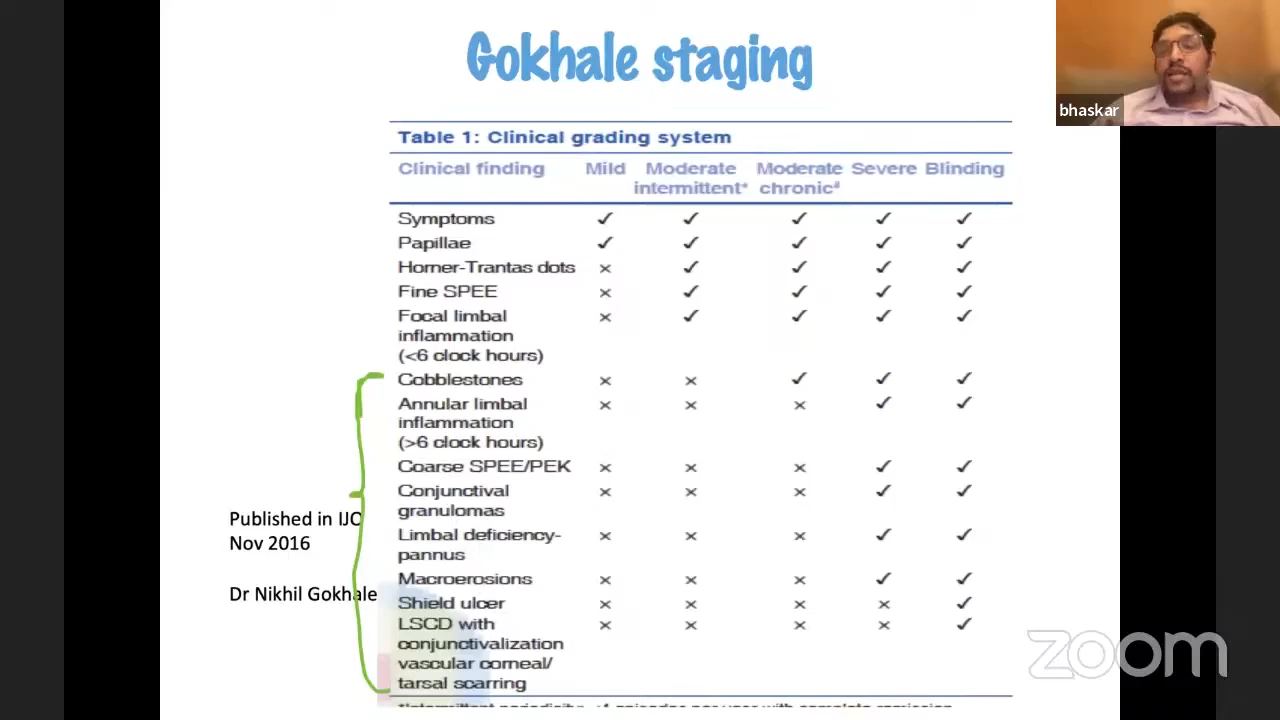 Gokhale staging
bhaskar
Table 1: Clinical grading system
Clinical finding Mild Moderate intermittent* Moderate chronic# Severe Blinding
Symptoms ✓ ✓ ✓ ✓ ✓
Papillae ✓ ✓ ✓ ✓ ✓
Horner-Trantas dots × ✓ ✓ ✓ ✓
Fine SPEE × ✓ ✓ ✓ ✓
Focal limbal × ✓ ✓ ✓ ✓
inflammation
(<6 clock hours)
Cobblestones × × ✓ ✓ ✓
Annular limbal × × × ✓ ✓
inflammation
(>6 clock hours)
Coarse SPEE/PEK × × × ✓ ✓
Conjunctival × × × ✓ ✓
granulomas
Limbal deficiency- × × × ✓ ✓
pannus
Macroerosions × × × ✓ ✓
Shield ulcer × × × × ✓
LSCD with × × × × ✓
conjunctivalization
vascular corneal/
tarsal scarring
Published in IJO
Nov 2016
Dr Nikhil Gokhale
zoom